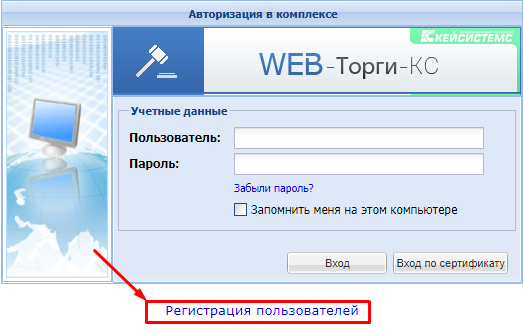 Авторизация в комплексе
КЕЙСИСТЕМС
WEB-Торги-КС
Учетные данные
Пользователь:
Пароль:
Забыли пароль?
Запомнить меня на этом компьютере
Вход
Вход по сертификату
Регистрация пользователей